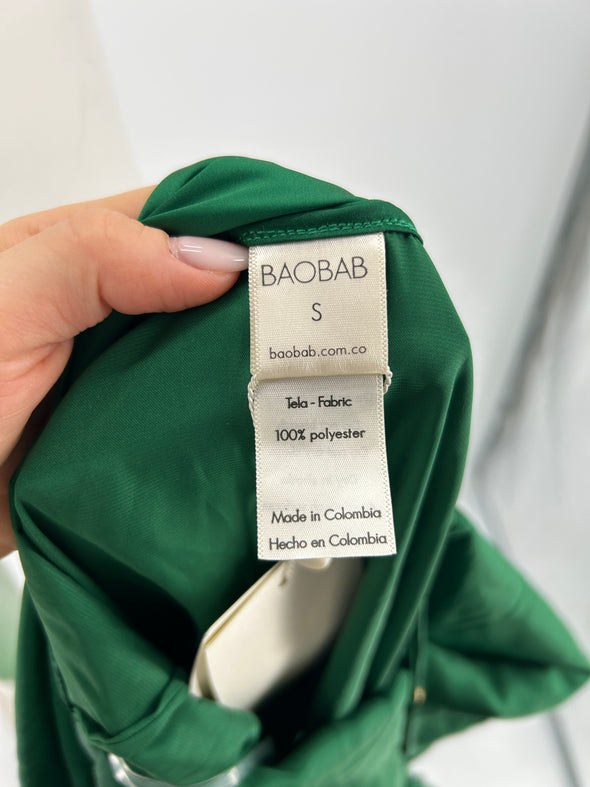 BAOBAB
S
baobab.com.co
Tela - Fabric
100% polyester
Made in Colombia
Hecho en Colombia